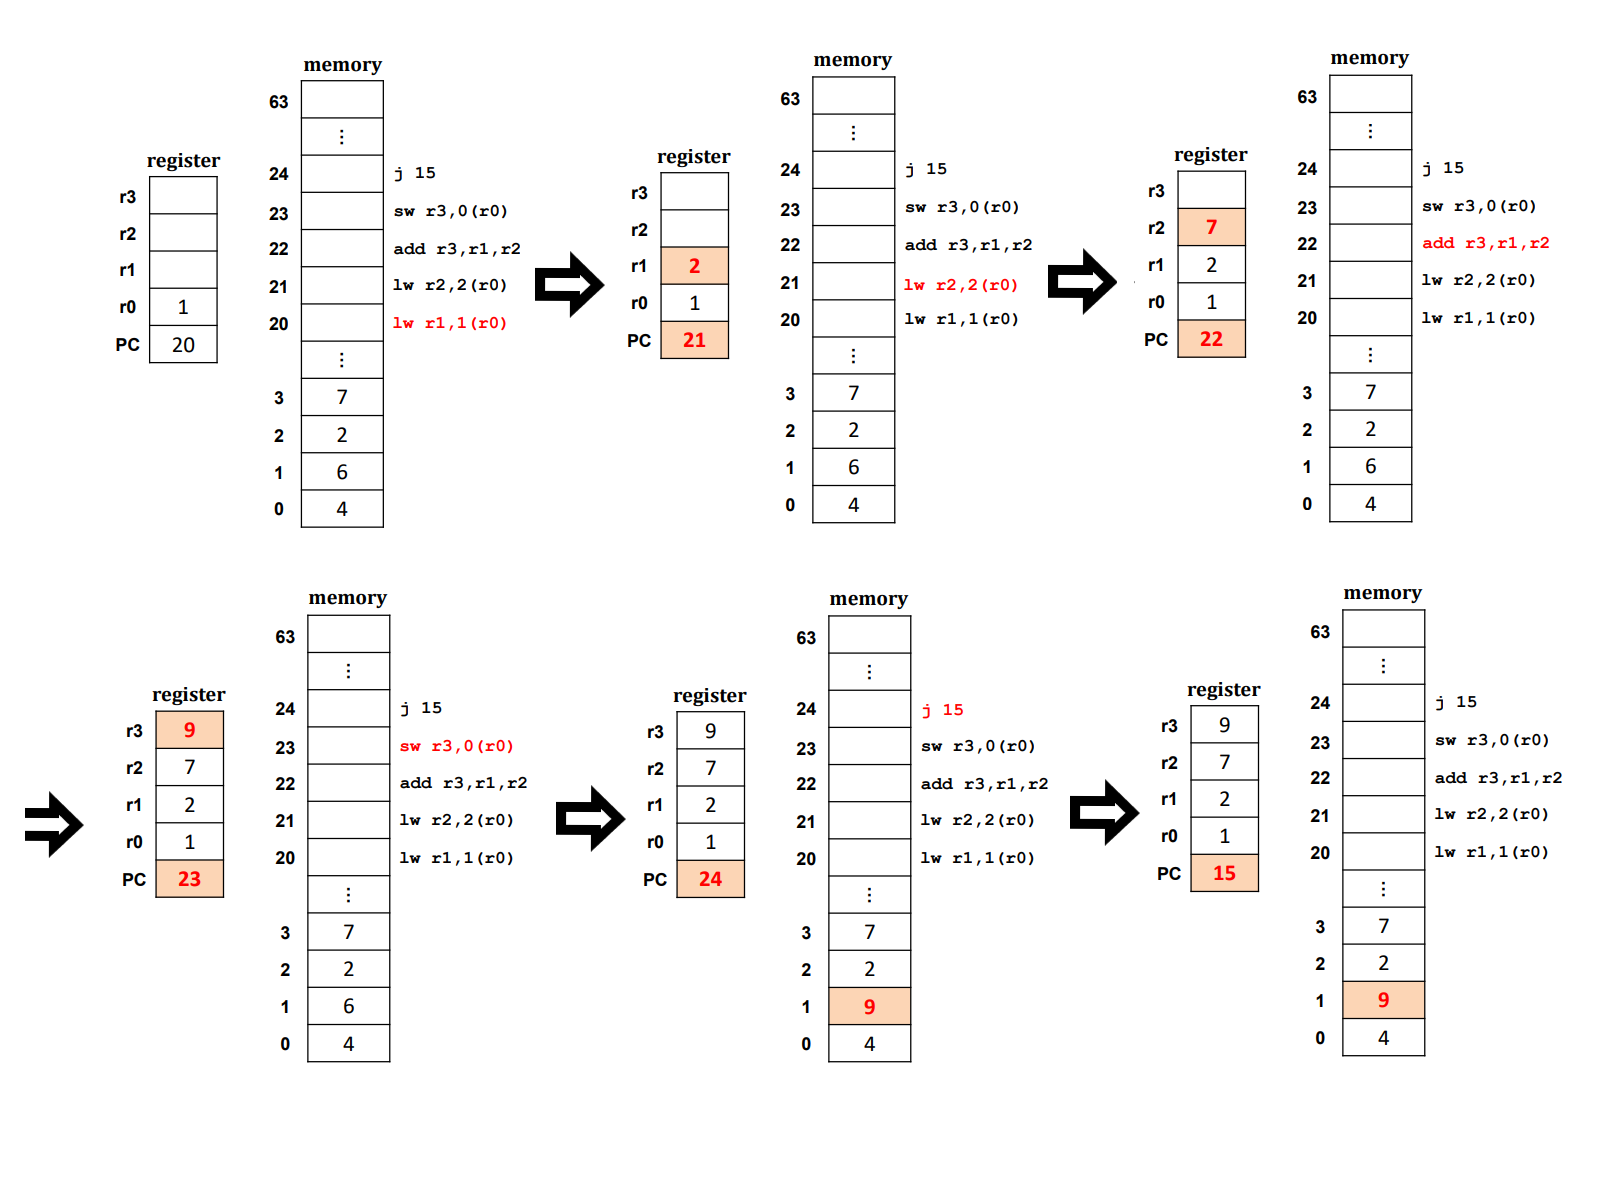 memory
63
⋮
register
24 j 15
r3
23 sw r3,0(r0)
r2
22 add r3,r1,r2
r1
21 lw r2,2(r0)
r0 1
20 lw r1,1(r0)
PC 20
⋮
3 7
2 2
1 6
0 4
memory
63
⋮
register
24 j 15
r3
23 sw r3,0(r0)
r2
22 add r3,r1,r2
r1 2
21 lw r2,2(r0)
r0 1
20 lw r1,1(r0)
PC 21
⋮
3 7
2 2
1 6
0 4
memory
63
⋮
register
24 j 15
r3
23 sw r3,0(r0)
r2 7
22 add r3,r1,r2
r1 2
21 lw r2,2(r0)
r0 1
20 lw r1,1(r0)
PC 22
⋮
3 7
2 2
1 6
0 4
memory
63
⋮
register
24 j 15
r3 9
23 sw r3,0(r0)
r2 7
22 add r3,r1,r2
r1 2
21 lw r2,2(r0)
r0 1
20 lw r1,1(r0)
PC 23
⋮
3 7
2 2
1 6
0 4
memory
63
⋮
register
24 j 15
r3 9
23 sw r3,0(r0)
r2 7
22 add r3,r1,r2
r1 2
21 lw r2,2(r0)
r0 1
20 lw r1,1(r0)
PC 24
⋮
3 7
2 2
1 9
0 4
memory
63
⋮
register
24 j 15
r3 9
23 sw r3,0(r0)
r2 7
22 add r3,r1,r2
r1 2
21 lw r2,2(r0)
r0 1
20 lw r1,1(r0)
PC 15
⋮
3 7
2 2
1 9
0 4